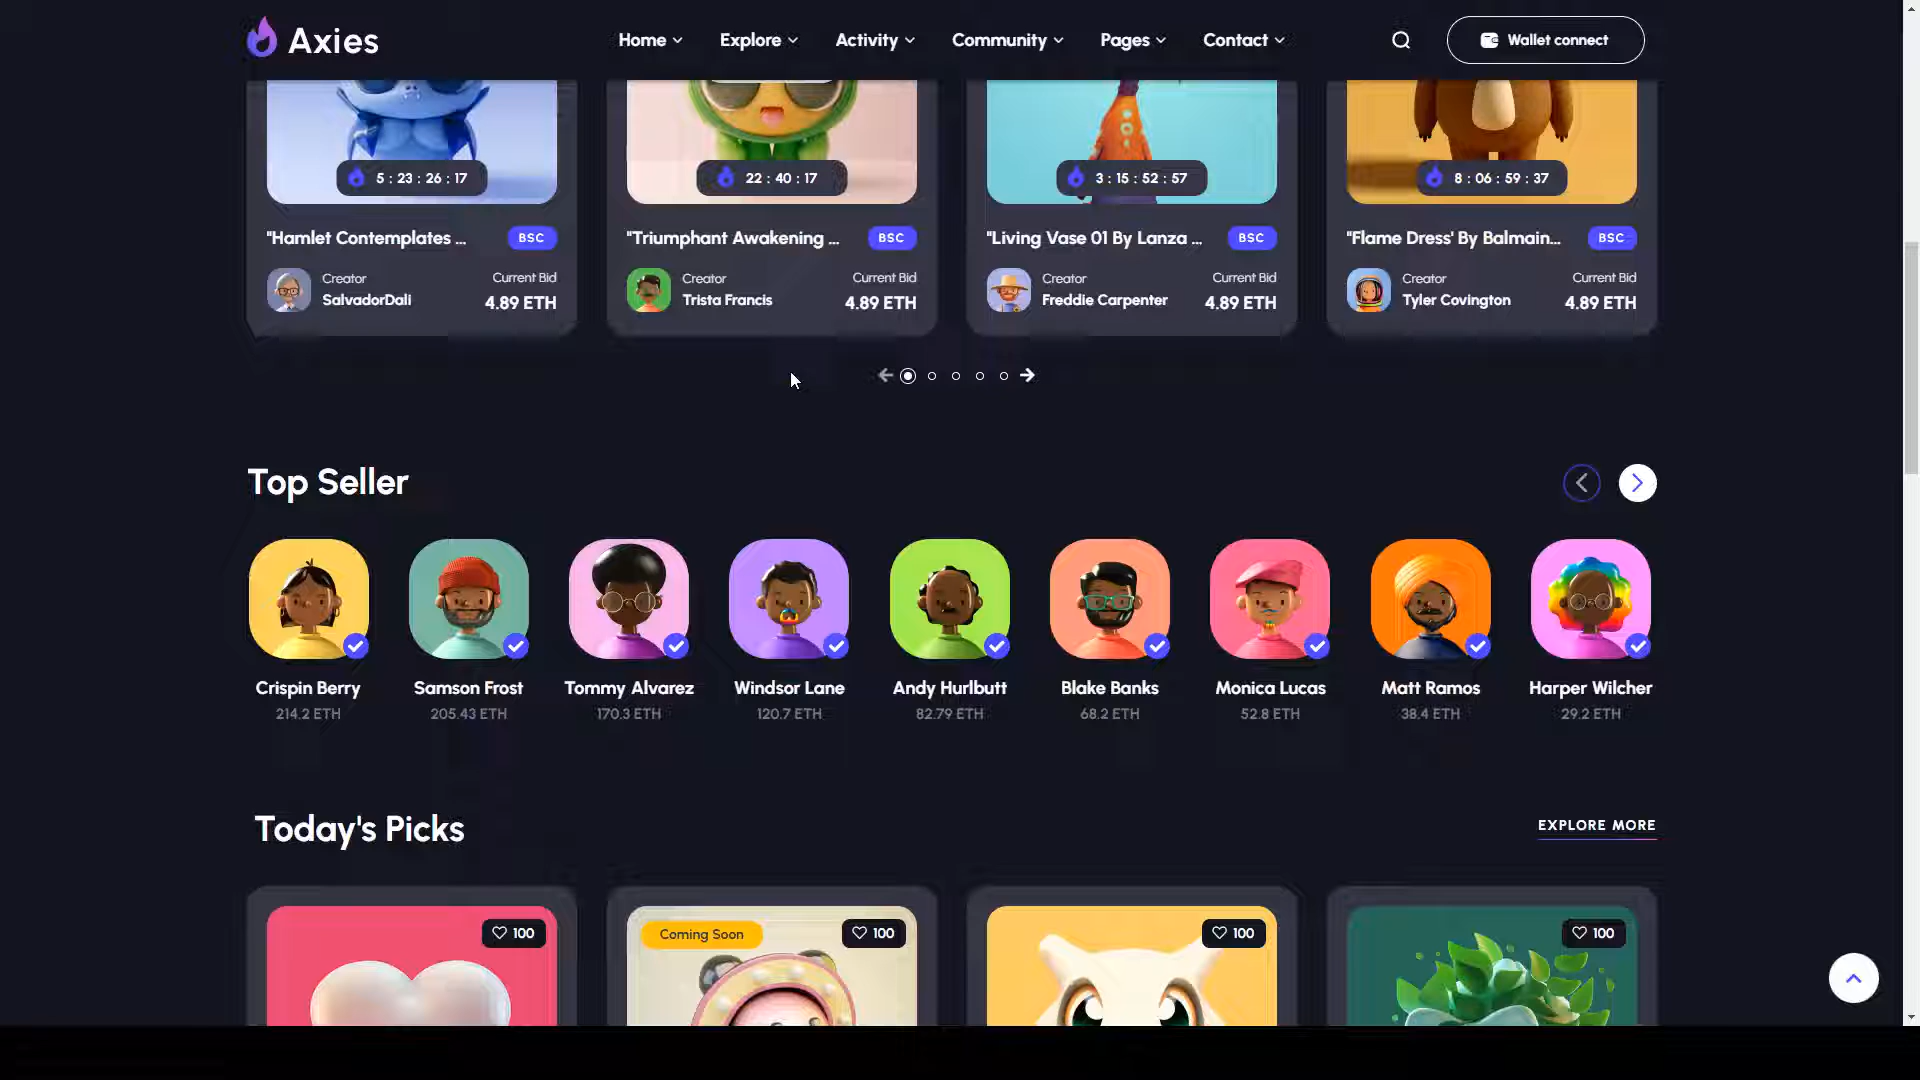 Axies
Home
Explore
Activity
Community
Pages
Contact
Wallet connect
5 : 23 : 26 : 17
22 : 40 : 17
3 : 15 : 52 : 57
8 : 06 : 59 : 37
"Hamlet Contemplates ...
BSC
"Triumphant Awakening ...
BSC
"Living Vase 01 By Lanza ...
BSC
"Flame Dress' By Balmain...
BSC
Creator
SalvadorDali
Current Bid
4.89 ETH
Creator
Trista Francis
Current Bid
4.89 ETH
Creator
Freddie Carpenter
Current Bid
4.89 ETH
Creator
Tyler Covington
Current Bid
4.89 ETH
Top Seller
Crispin Berry
214.2 ETH
Samson Frost
205.43 ETH
Tommy Alvarez
170.3 ETH
Windsor Lane
120.7 ETH
Andy Hurlbutt
82.79 ETH
Blake Banks
68.2 ETH
Monica Lucas
52.8 ETH
Matt Ramos
38.4 ETH
Harper Wilcher
29.2 ETH
Today's Picks
EXPLORE MORE
100
Coming Soon
100
100
100